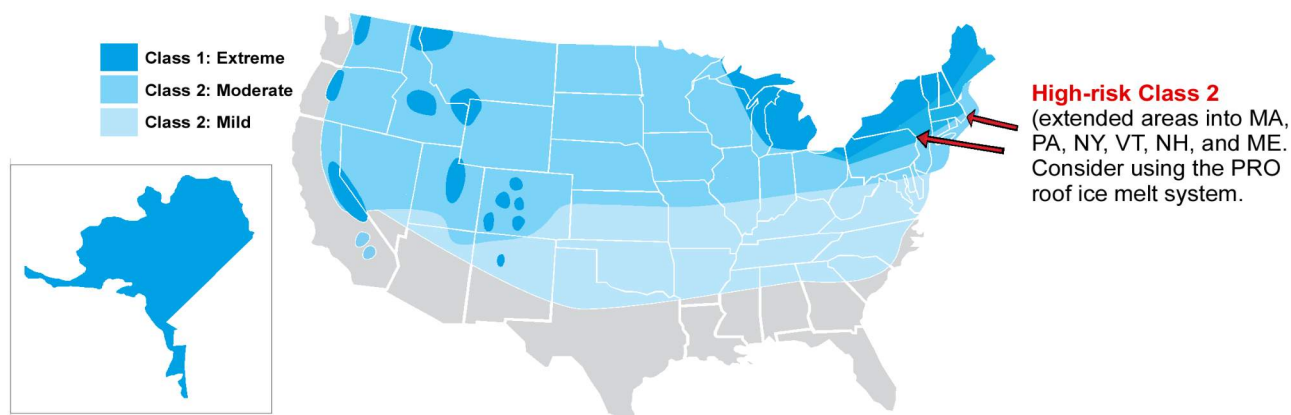 Class 1: Extreme
Class 2: Moderate
Class 2: Mild
High-risk Class 2
(extended areas into MA,
PA, NY, VT, NH, and ME.
Consider using the PRO
roof ice melt system.